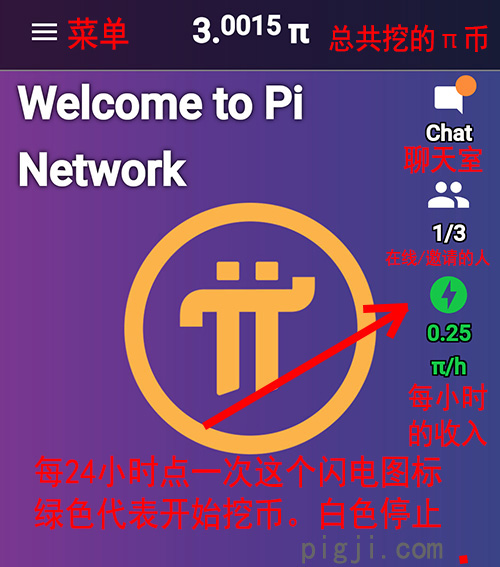 菜单 3.0015 π 总共挖的π币
Welcome to Pi
Network
Chat
聊天室
1/3
在线/邀请的人
0.25
π/h
每小时
的收入
每24小时点一次这个闪电图标
绿色代表开始挖币。白色停止
pigji.com